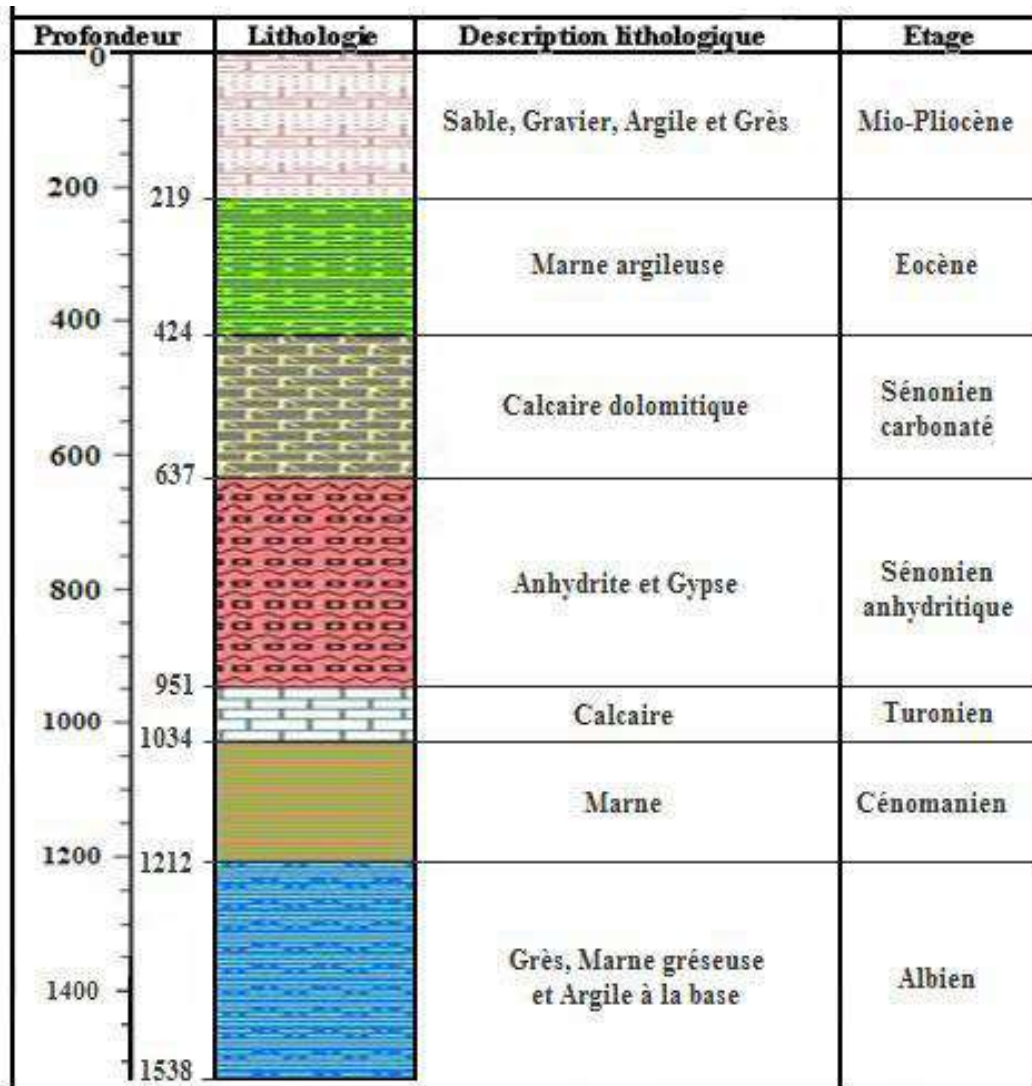 Profondeur Lithologie Description lithologique Etage
0
Sable, Gravier, Argile et Grès Mio-Pliocène
200
219
Marne argileuse Eocène
400
424
Calcaire dolomitique Sénonien
carbonaté
600
637
Anhydrite et Gypse Sénonien
anhydritique
800
951
Calcaire Turonien
1000
1034
Marne Cénomanien
1200
1212
Grès, Marne gréseuse
et Argile à la base Albien
1400
1538